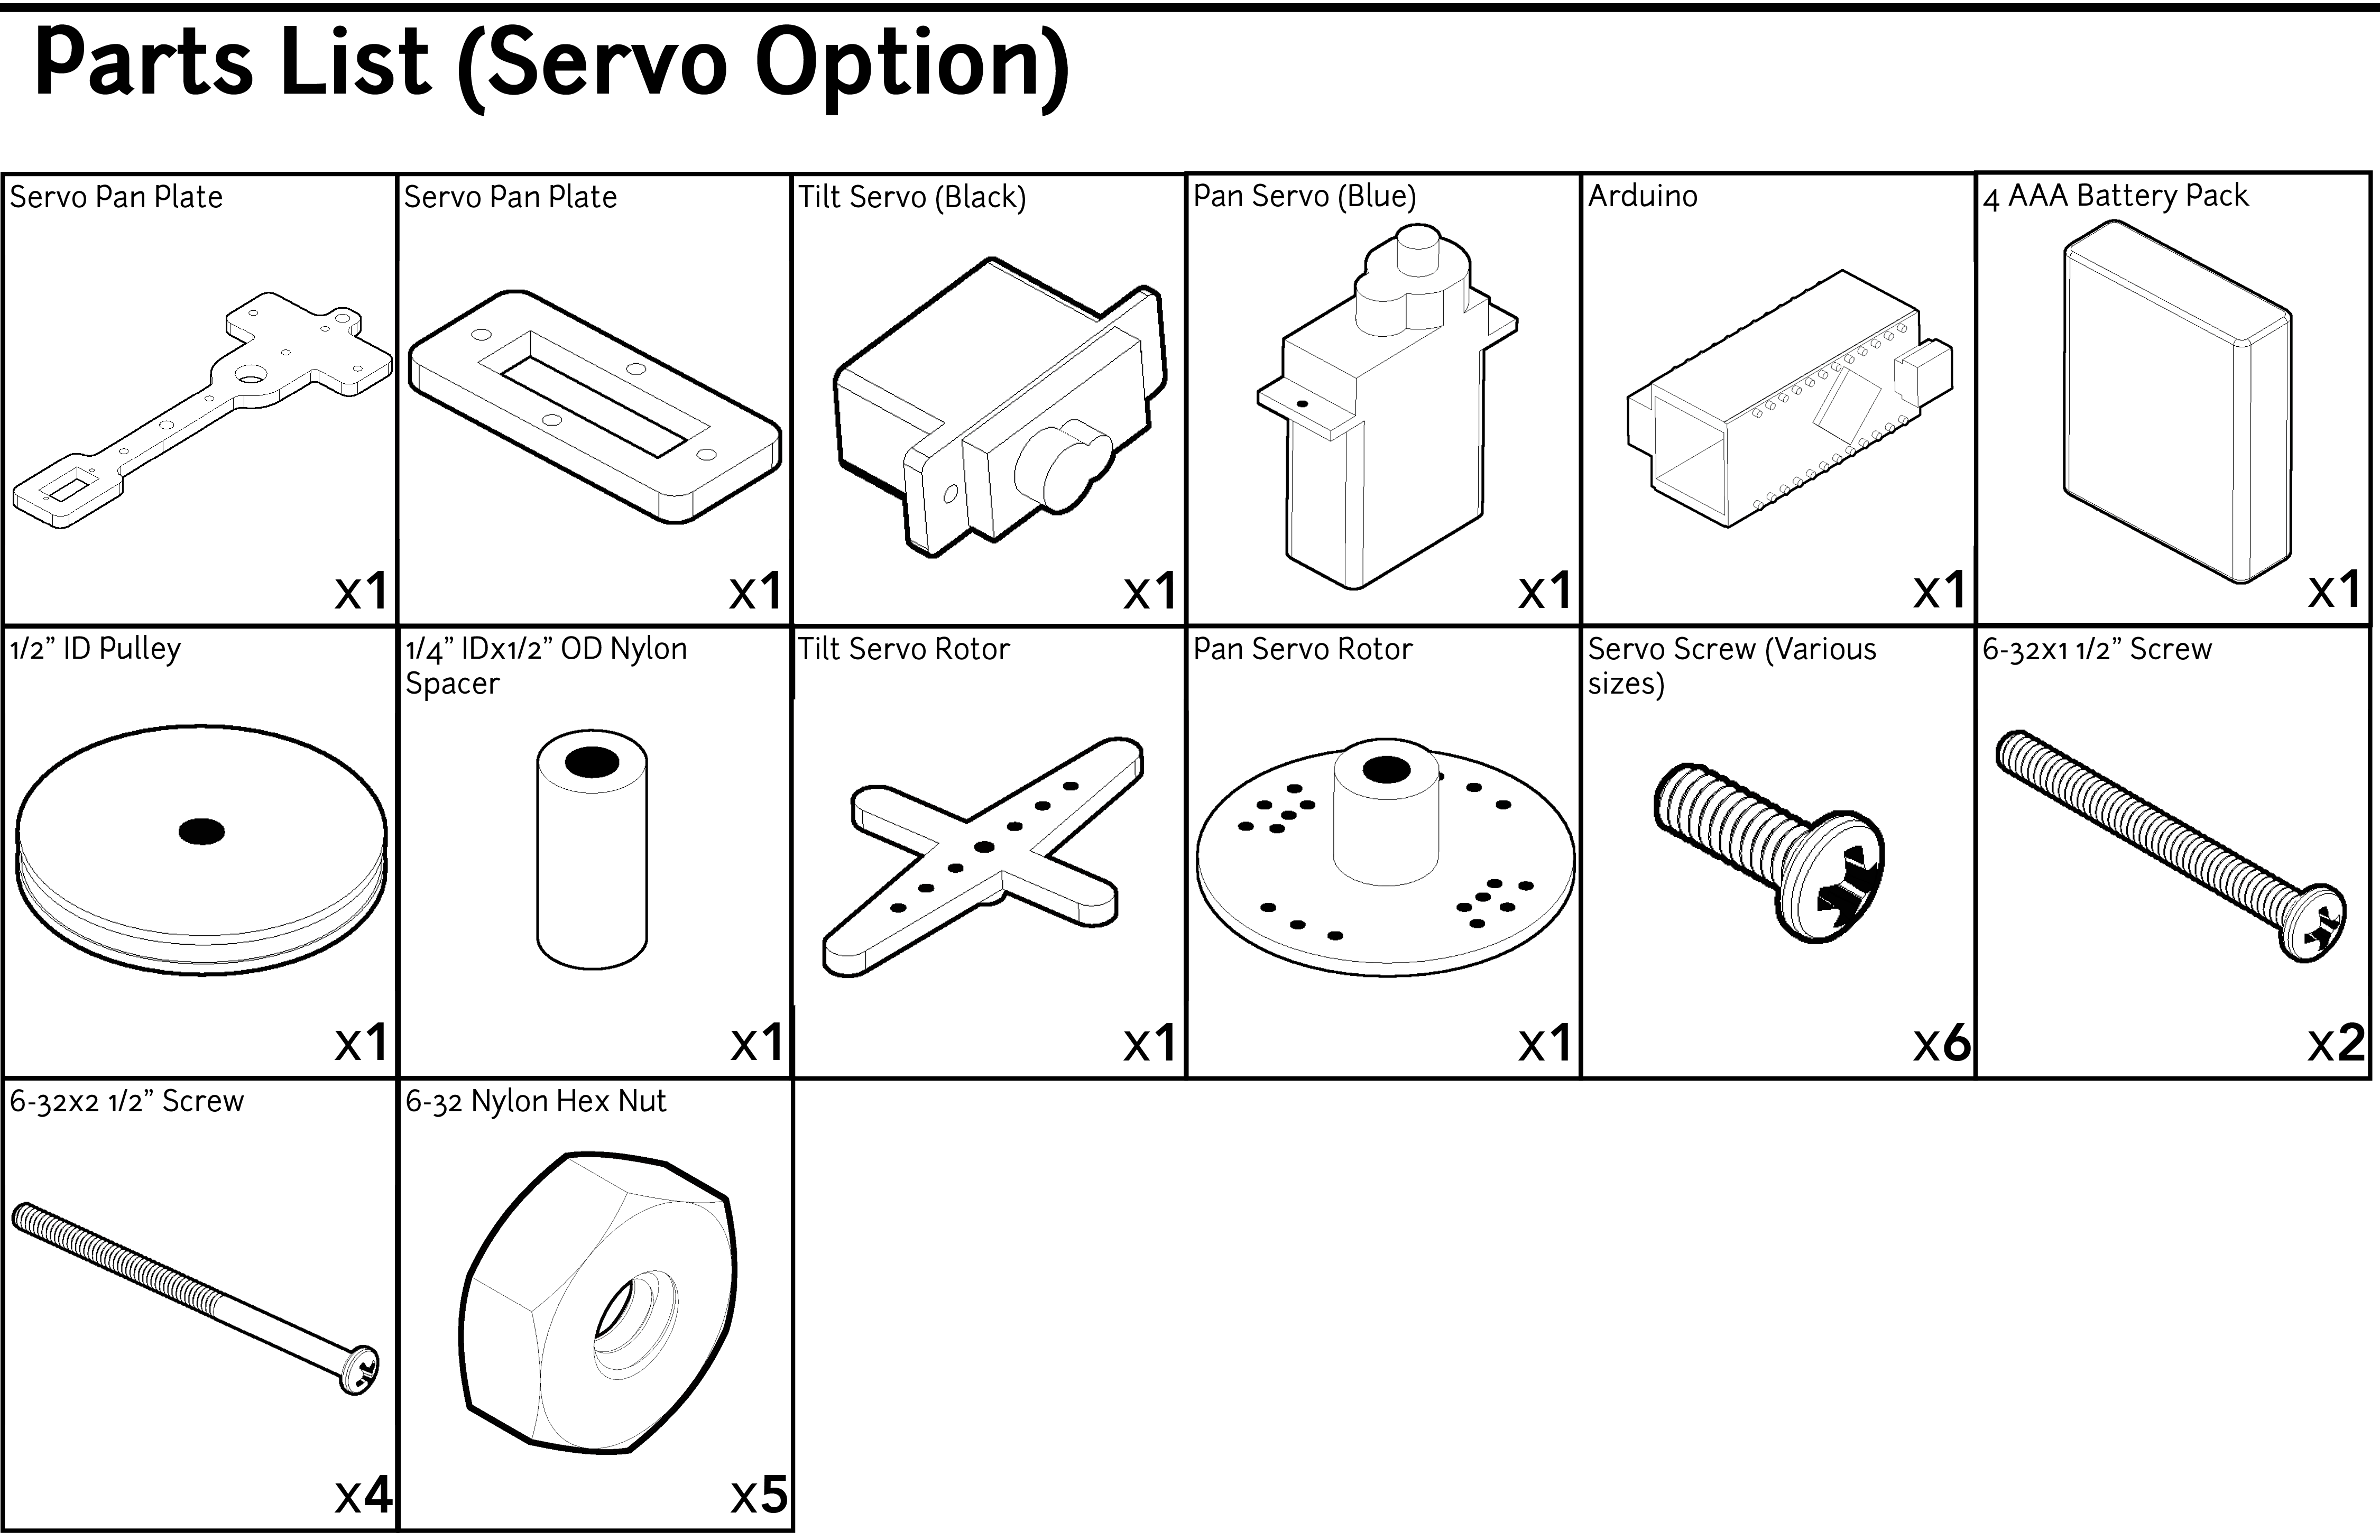 Parts List (Servo Option)
Servo Pan Plate
x1
Servo Pan Plate
x1
Tilt Servo (Black)
x1
Pan Servo (Blue)
x1
Arduino
x1
4 AAA Battery Pack
x1
1/2” ID Pulley
x1
1/4” IDx1/2” OD Nylon
Spacer
x1
Tilt Servo Rotor
x1
Pan Servo Rotor
x1
Servo Screw (Various
sizes)
x6
6-32x1 1/2” Screw
x2
6-32x2 1/2” Screw
x4
6-32 Nylon Hex Nut
x5